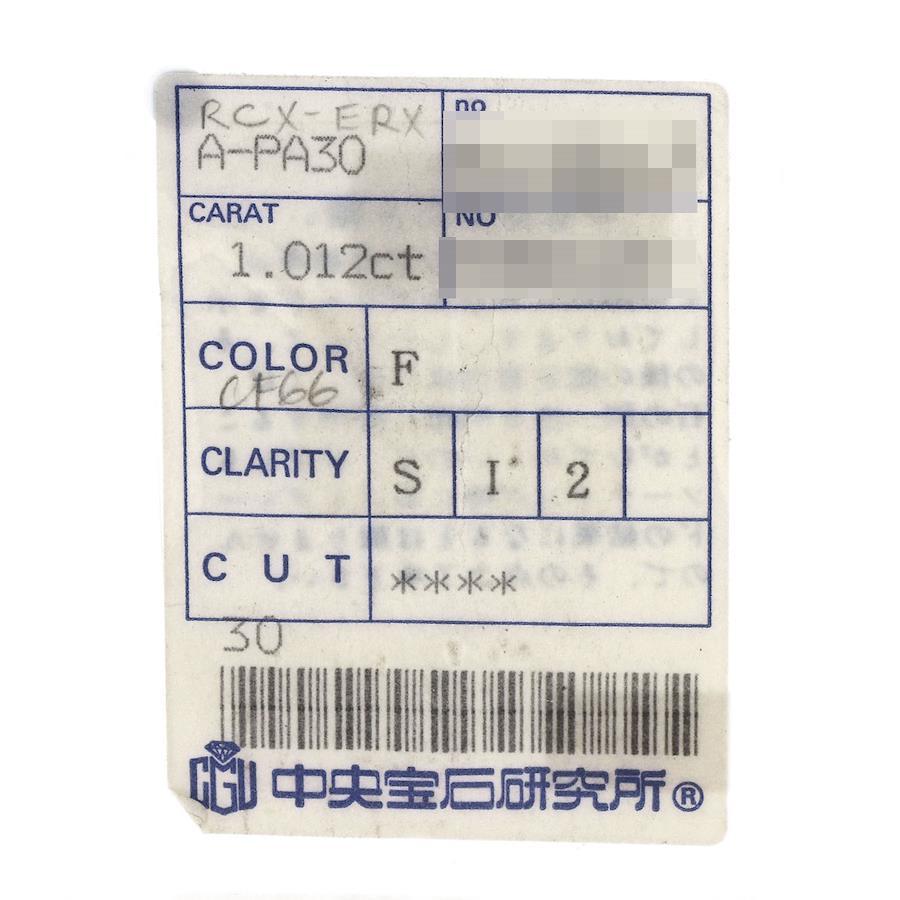 RCX-ERX
A-PA30
no
CARAT
1.012ct
NO
COLOR
F
CF66
CLARITY
S I 2
CUT
****
30
CGL 中央宝石研究所®